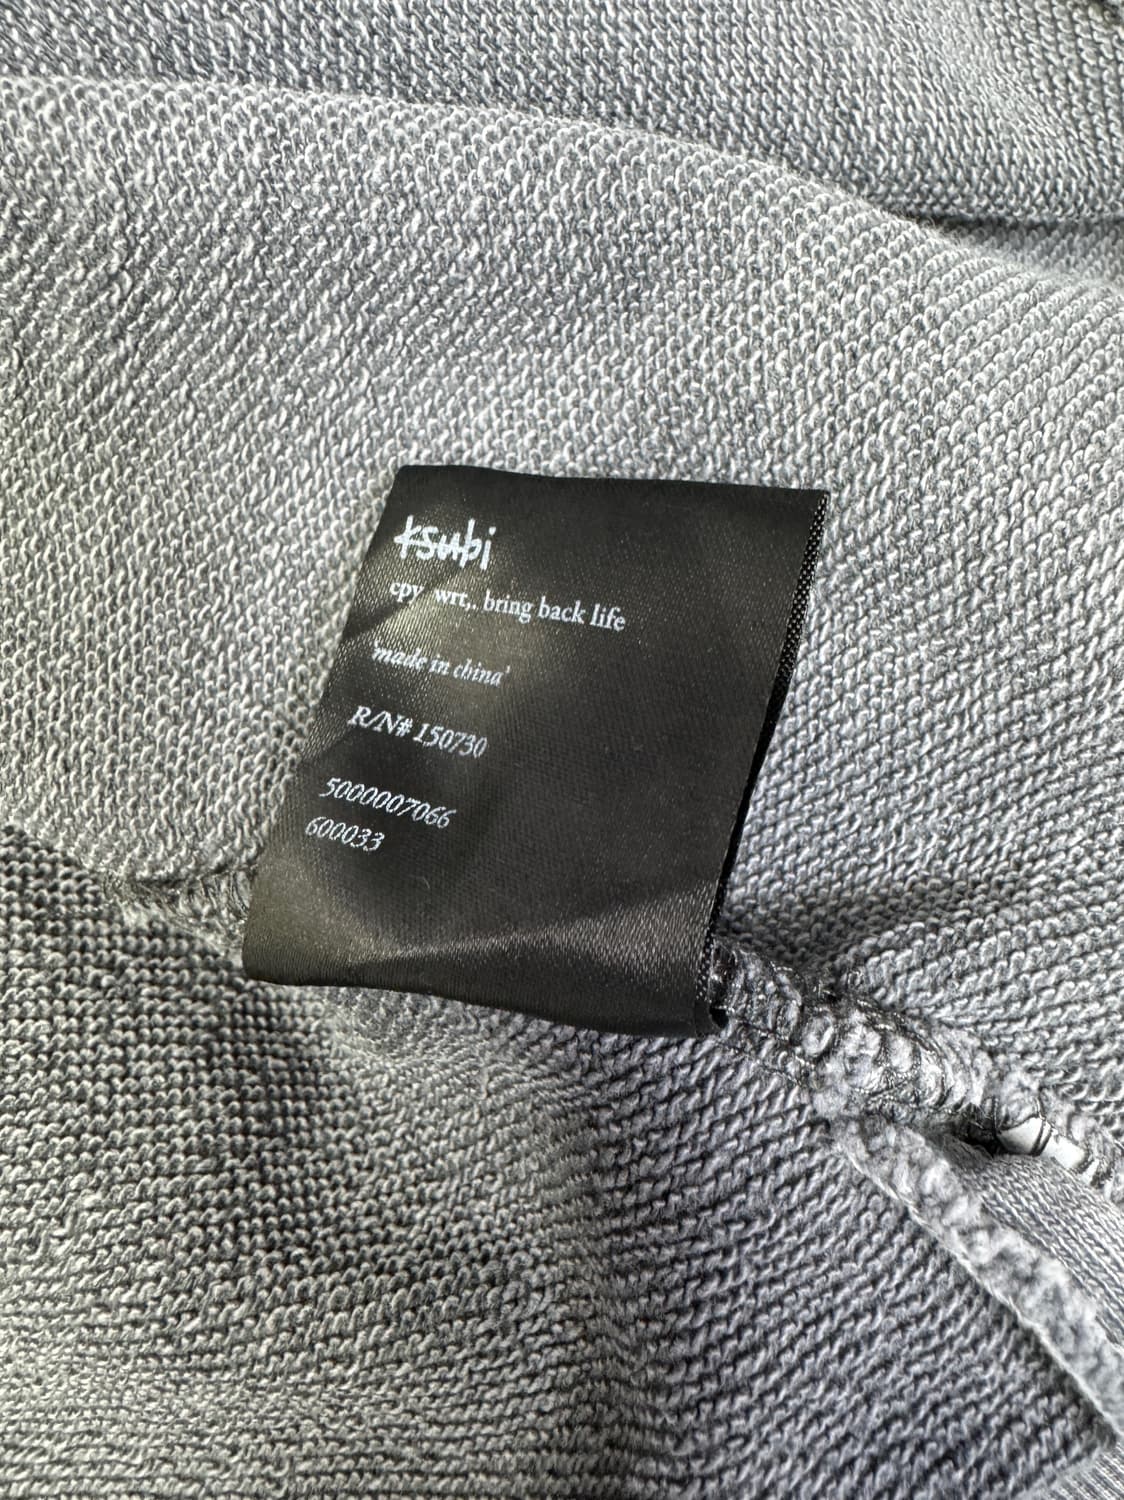 ksubi
cpy wrt,. bring back life
'made in china'
R/N# 150730
5000007066
600033